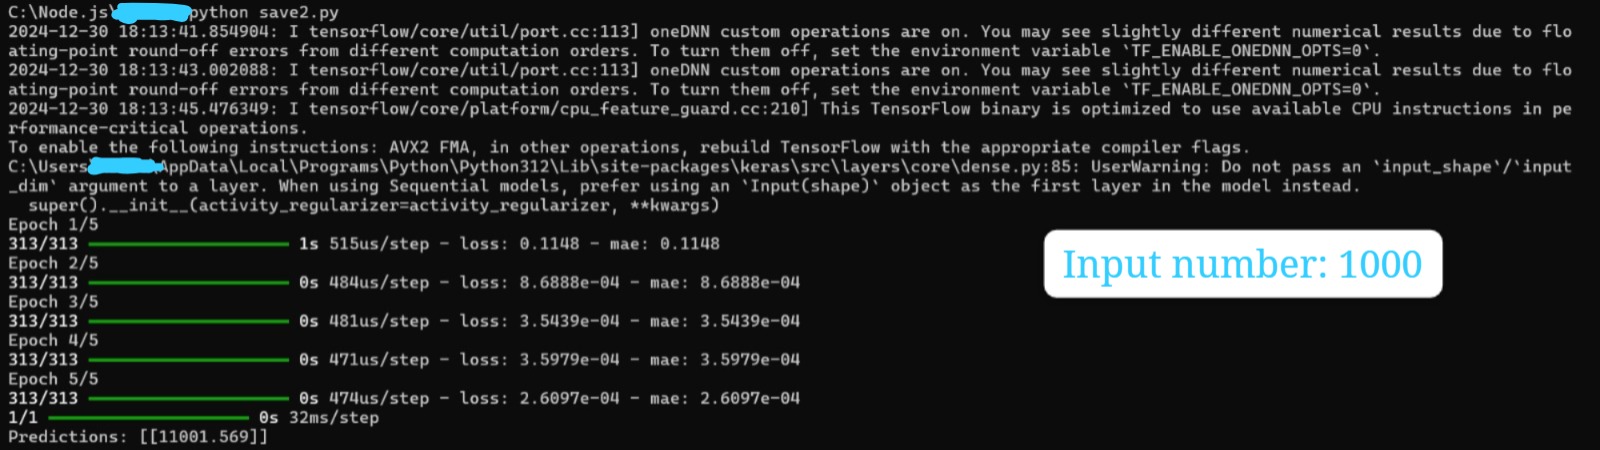 C:\Node.js\python save2.py
2024-12-30 18:13:41.854904: I tensorflow/core/util/port.cc:113] oneDNN custom operations are on. You may see slightly different numerical results due to flo
ating-point round-off errors from different computation orders. To turn them off, set the environment variable `TF_ENABLE_ONEDNN_OPTS=0`.
2024-12-30 18:13:43.002088: I tensorflow/core/util/port.cc:113] oneDNN custom operations are on. You may see slightly different numerical results due to flo
ating-point round-off errors from different computation orders. To turn them off, set the environment variable `TF_ENABLE_ONEDNN_OPTS=0`.
2024-12-30 18:13:45.476349: I tensorflow/core/platform/cpu_feature_guard.cc:210] This TensorFlow binary is optimized to use available CPU instructions in pe
rformance-critical operations.
To enable the following instructions: AVX2 FMA, in other operations, rebuild TensorFlow with the appropriate compiler flags.
C:\Users\AppData\Local\Programs\Python\Python312\Lib\site-packages\keras\src\layers\core\dense.py:85: UserWarning: Do not pass an `input_shape`/`input
_dim` argument to a layer. When using Sequential models, prefer using an `Input(shape)` object as the first layer in the model instead.
super().__init__(activity_regularizer=activity_regularizer, **kwargs)
Epoch 1/5
313/313 1s 515us/step - loss: 0.1148 - mae: 0.1148
Epoch 2/5
313/313 0s 484us/step - loss: 8.6888e-04 - mae: 8.6888e-04
Epoch 3/5
313/313 0s 481us/step - loss: 3.5439e-04 - mae: 3.5439e-04
Epoch 4/5
313/313 0s 471us/step - loss: 3.5979e-04 - mae: 3.5979e-04
Epoch 5/5
313/313 0s 474us/step - loss: 2.6097e-04 - mae: 2.6097e-04
1/1 0s 32ms/step
Predictions: [[11001.569]]
Input number: 1000